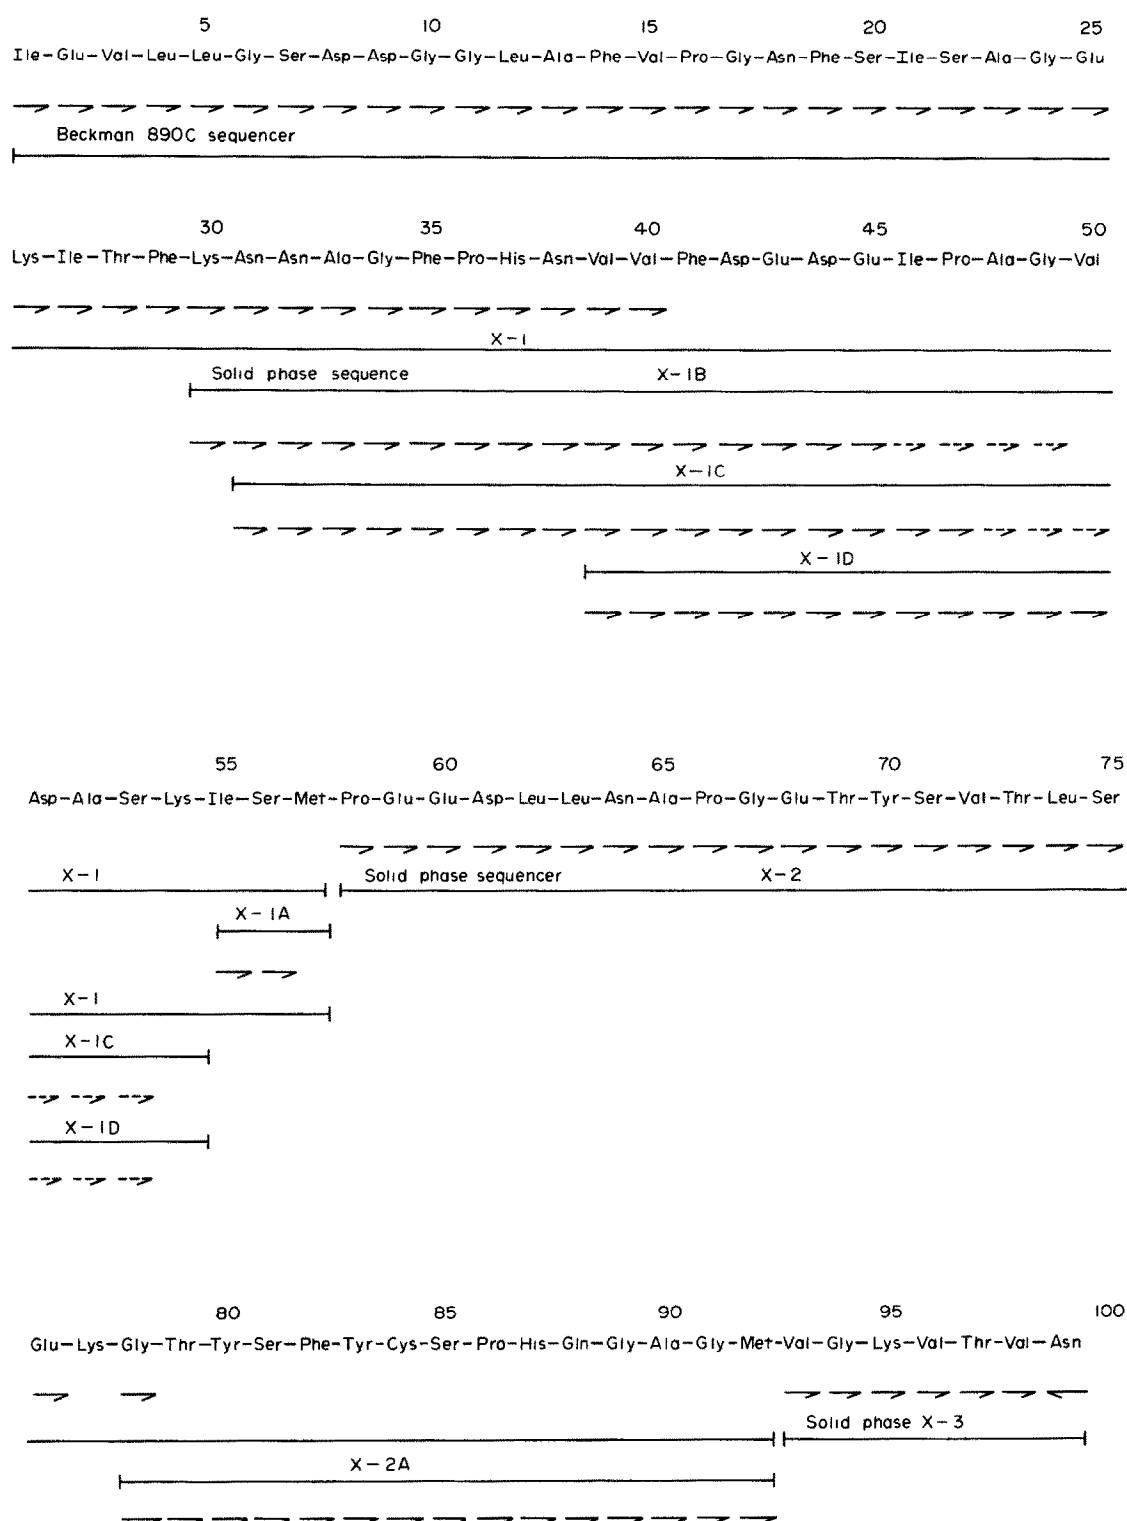 5 10 15 20 25
Ile-Glu-Val-Leu-Leu-Gly-Ser-Asp-Asp-Gly-Gly-Leu-Ala-Phe-Val-Pro-Gly-Asn-Phe-Ser-Ile-Ser-Ala-Gly-Glu
Beckman 890C sequencer
30 35 40 45 50
Lys-Ile-Thr-Phe-Lys-Asn-Asn-Ala-Gly-Phe-Pro-His-Asn-Val-Val-Phe-Asp-Glu-Asp-Glu-Ile-Pro-Ala-Gly-Val
X-1
Solid phase sequence X-1B
X-1C
X-1D
55 60 65 70 75
Asp-Ala-Ser-Lys-Ile-Ser-Met-Pro-Glu-Glu-Asp-Leu-Leu-Asn-Ala-Pro-Gly-Glu-Thr-Tyr-Ser-Val-Thr-Leu-Ser
X-1 Solid phase sequencer X-2
X-1A
X-1
X-1C
X-1D
80 85 90 95 100
Glu-Lys-Gly-Thr-Tyr-Ser-Phe-Tyr-Cys-Ser-Pro-His-Gln-Gly-Ala-Gly-Met-Val-Gly-Lys-Val-Thr-Val-Asn
Solid phase X-3
X-2A